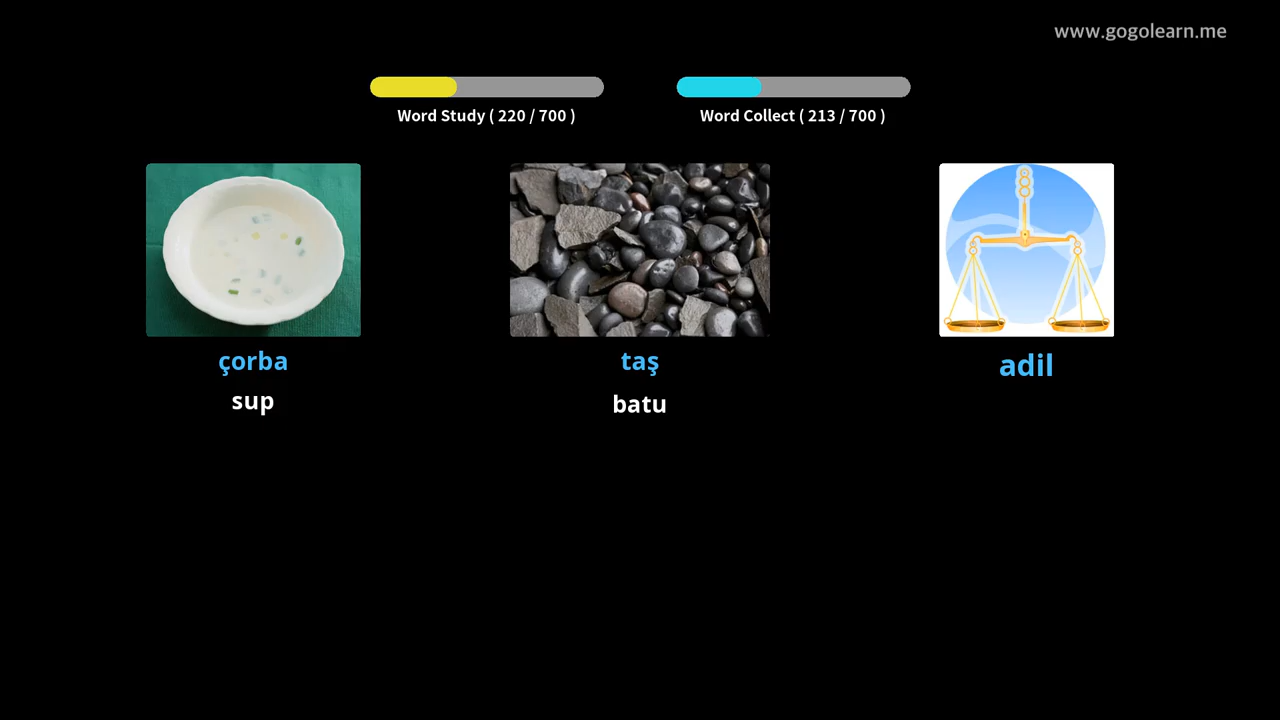 www.gogolearn.me
Word Study ( 220 / 700 )
Word Collect ( 213 / 700 )
çorba
sup
taş
batu
adil